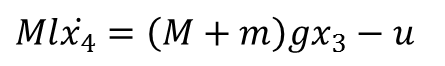 Mlẋ₄ = (M + m)gx₃ − u